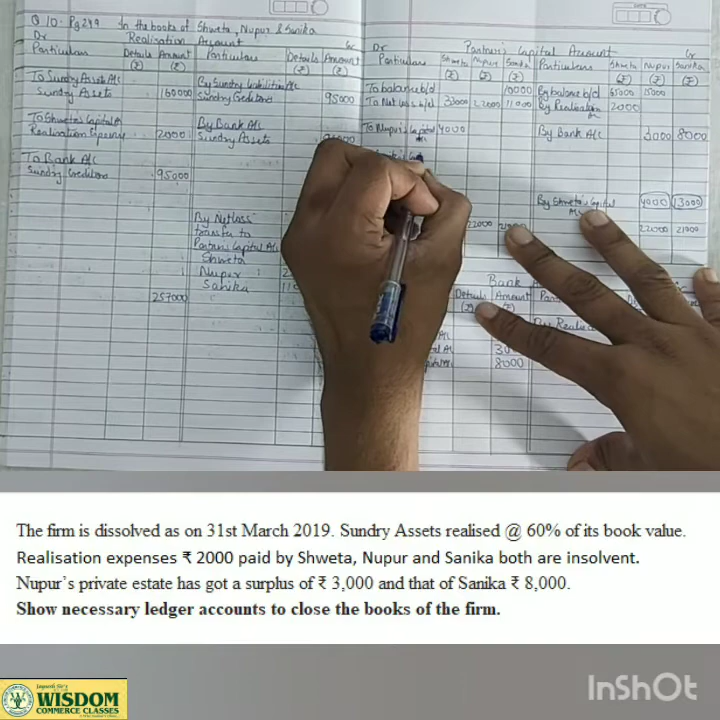 Q 10. Pg 249 In the books of Shweta, Nupur & Sanika
Dr Realisation Account Cr
Particulars Details Amount Particulars Details Amount
(₹) (₹) (₹) (₹)
To Sundry Assets A/c By Sundry Liabilities A/c
Sundry Assets 160000 Sundry Creditors 95000
To Shweta's Capital A/c By Bank A/c
Realisation Expenses 2000 Sundry Assets
To Bank A/c
Sundry Creditors 95000
By Net loss
transfer to
Partners Capital A/c
Shweta
Nupur
Sanika
257000
Dr Partner's Capital Account Cr
Particulars Shweta Nupur Sanika Particulars Shweta Nupur Sanika
(₹) (₹) (₹) (₹) (₹) (₹)
To balance b/d 10000 By balance b/d 65000 15000
To Net loss b/d 33000 22000 11000 By Realisation A/c 2000
To Nupur's Capital A/c 4000 By Bank A/c 3000 8000
By Shweta's Capital A/c 4000 13000
22000 22000 21000
Bank
Details Amount
(₹) (₹) By Realis
8000
The firm is dissolved as on 31st March 2019. Sundry Assets realised @ 60% of its book value.
Realisation expenses ₹ 2000 paid by Shweta, Nupur and Sanika both are insolvent.
Nupur's private estate has got a surplus of ₹ 3,000 and that of Sanika ₹ 8,000.
Show necessary ledger accounts to close the books of the firm.
WISDOM
COMMERCE CLASSES
InShOt